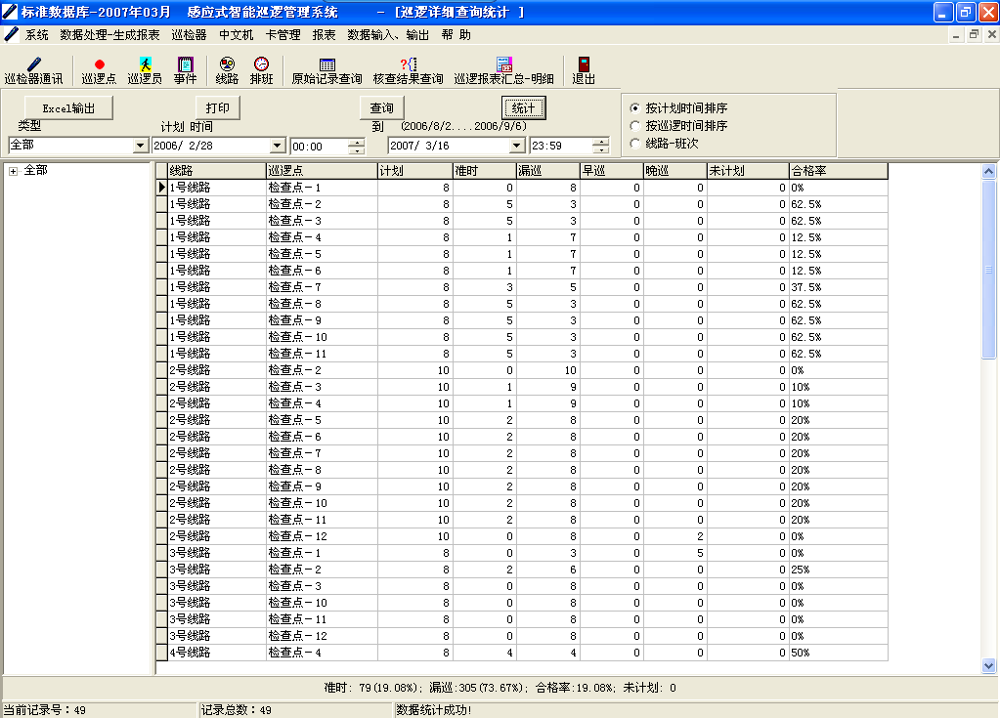 标准数据库-2007年03月 感应式智能巡逻管理系统 - [巡逻详细查询统计 ]
系统 数据处理-生成报表 巡检器 中文机 卡管理 报表 数据输入、输出 帮 助
巡检器通讯 巡逻点 巡逻员 事件 线路 排班 原始记录查询 核查结果查询 巡逻报表汇总-明细 退出
Excel输出 打印 查询 统计
类型 计划 时间 到 (2006/8/2....2006/9/6)
全部 2006/ 2/28 00:00 2007/ 3/16 23:59
按计划时间排序
按巡逻时间排序
线路-班次
全部
线路 巡逻点 计划 准时 漏巡 早巡 晚巡 未计划 合格率
1号线路 检查点－1 8 0 8 0 0 0 0%
1号线路 检查点－2 8 5 3 0 0 0 62.5%
1号线路 检查点－3 8 5 3 0 0 0 62.5%
1号线路 检查点－4 8 1 7 0 0 0 12.5%
1号线路 检查点－5 8 1 7 0 0 0 12.5%
1号线路 检查点－6 8 1 7 0 0 0 12.5%
1号线路 检查点－7 8 3 5 0 0 0 37.5%
1号线路 检查点－8 8 5 3 0 0 0 62.5%
1号线路 检查点－9 8 5 3 0 0 0 62.5%
1号线路 检查点－10 8 5 3 0 0 0 62.5%
1号线路 检查点－11 8 5 3 0 0 0 62.5%
2号线路 检查点－2 10 0 10 0 0 0 0%
2号线路 检查点－3 10 1 9 0 0 0 10%
2号线路 检查点－4 10 1 9 0 0 0 10%
2号线路 检查点－5 10 2 8 0 0 0 20%
2号线路 检查点－6 10 2 8 0 0 0 20%
2号线路 检查点－7 10 2 8 0 0 0 20%
2号线路 检查点－8 10 2 8 0 0 0 20%
2号线路 检查点－9 10 2 8 0 0 0 20%
2号线路 检查点－10 10 2 8 0 0 0 20%
2号线路 检查点－11 10 2 8 0 0 0 20%
2号线路 检查点－12 10 0 8 0 2 0 0%
3号线路 检查点－1 8 0 3 0 5 0 0%
3号线路 检查点－2 8 2 6 0 0 0 25%
3号线路 检查点－3 8 0 8 0 0 0 0%
3号线路 检查点－10 8 0 8 0 0 0 0%
3号线路 检查点－11 8 0 8 0 0 0 0%
3号线路 检查点－12 8 0 8 0 0 0 0%
4号线路 检查点－4 8 4 4 0 0 0 50%
准时: 79(19.08%); 漏巡:305(73.67%); 合格率:19.08%; 未计划: 0
当前记录号：49 记录总数：49 数据统计成功!